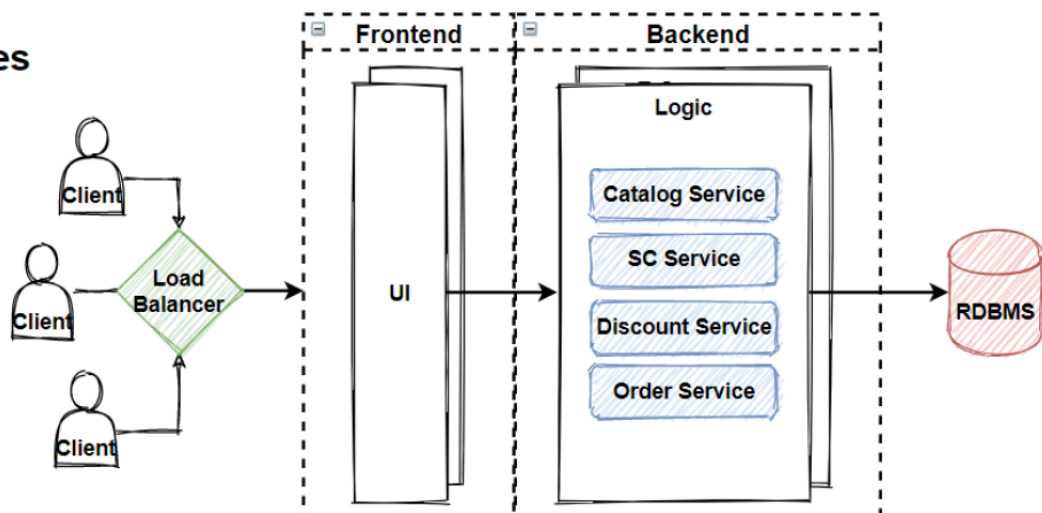 es
Frontend
Backend
Logic
Client
Catalog Service
SC Service
Load
Balancer
UI
Client
Discount Service
RDBMS
Order Service
Client